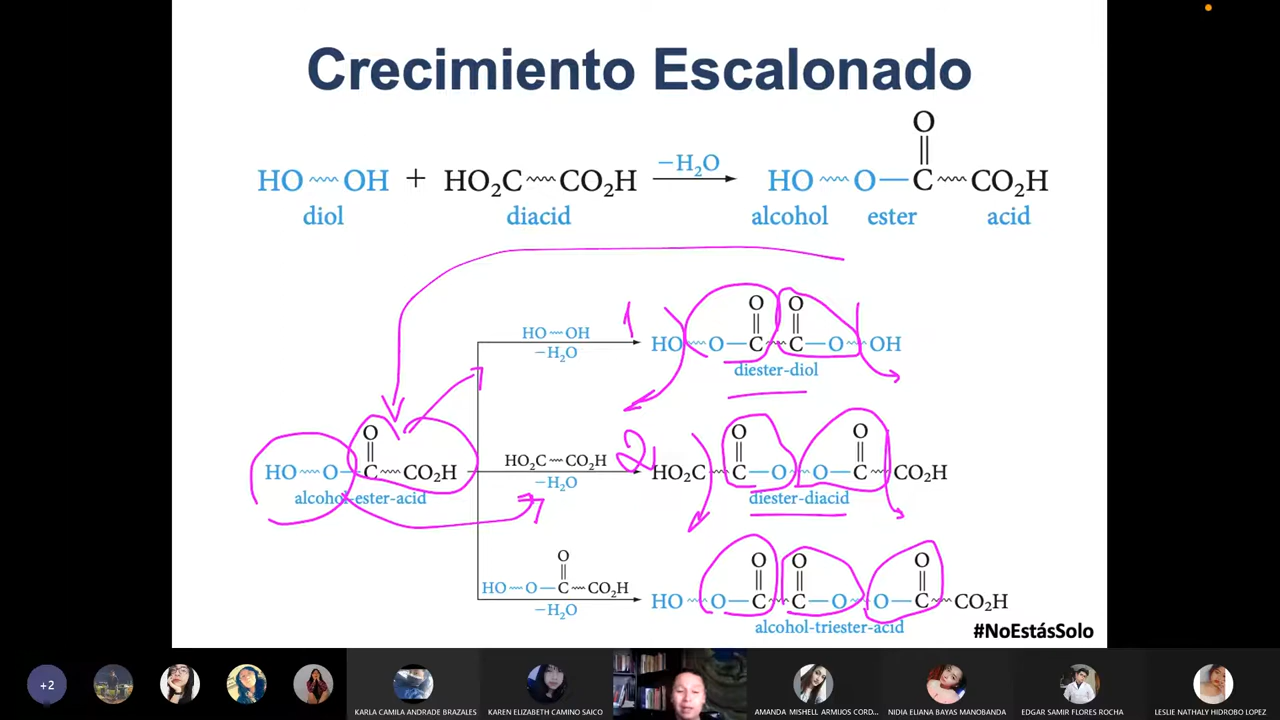 Crecimiento Escalonado
O
HO OH + HO₂C CO₂H −H₂O HO O—C CO₂H
diol diacid alcohol ester acid
1
HO OH
−H₂O
O O
HO O—C C—O OH
diester-diol
O
HO O—C CO₂H
alcohol-ester-acid
2
HO₂C CO₂H
−H₂O
O O
HO₂C C—O O—C CO₂H
diester-diacid
O
HO O—C CO₂H
−H₂O
O O O
HO O—C C—O O—C CO₂H
alcohol-triester-acid
#NoEstásSolo
+2
KARLA CAMILA ANDRADE BRAZALES
KAREN ELIZABETH CAMINO SAICO
AMANDA MISHELL ARMIJOS CORD...
NIDIA ELIANA BAYAS MANOBANDA
EDGAR SAMIR FLORES ROCHA
LESLIE NATHALY HIDROBO LOPEZ